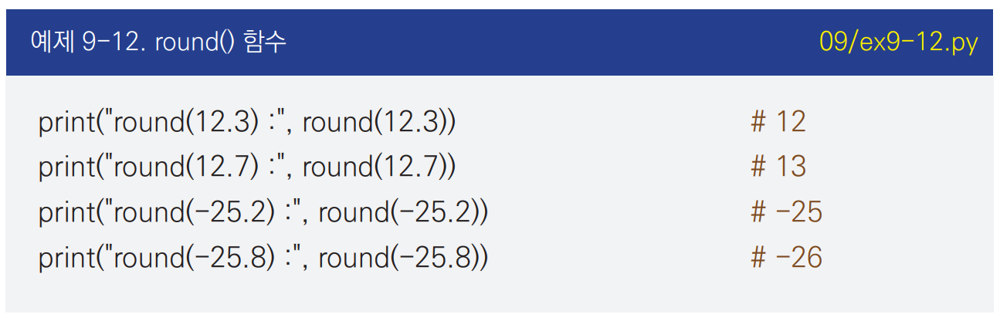 예제 9-12. round() 함수 09/ex9-12.py
print("round(12.3) :", round(12.3)) # 12
print("round(12.7) :", round(12.7)) # 13
print("round(-25.2) :", round(-25.2)) # -25
print("round(-25.8) :", round(-25.8)) # -26